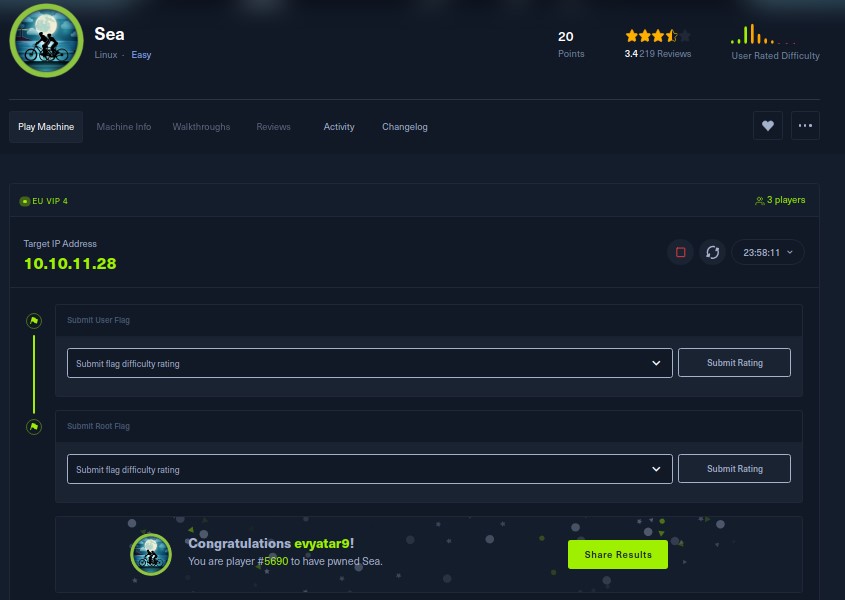 Sea
Linux · Easy
20
Points
3.4 219 Reviews
User Rated Difficulty
Play Machine
Machine Info
Walkthroughs
Reviews
Activity
Changelog
EU VIP 4
3 players
Target IP Address
10.10.11.28
23:58:11
Submit User Flag
Submit flag difficulty rating
Submit Rating
Submit Root Flag
Submit flag difficulty rating
Submit Rating
Congratulations evyatar9!
You are player #5690 to have pwned Sea.
Share Results